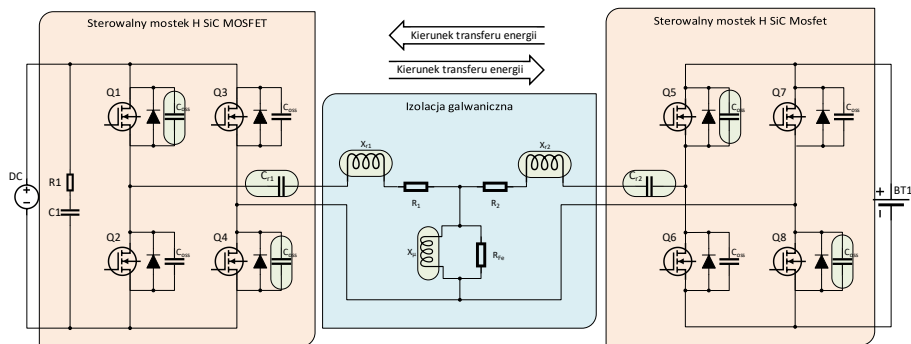 Sterowalny mostek H SiC MOSFET
Kierunek transferu energii
Kierunek transferu energii
Sterowalny mostek H SiC Mosfet
Izolacja galwaniczna
Q1
Coss
Q3
Coss
Q5
Coss
Q7
Coss
DC
R1
C1
Cr1
Xr1
R1
R2
Xr2
Cr2
BT1
Q2
Coss
Q4
Coss
Xμ
RFe
Q6
Coss
Q8
Coss